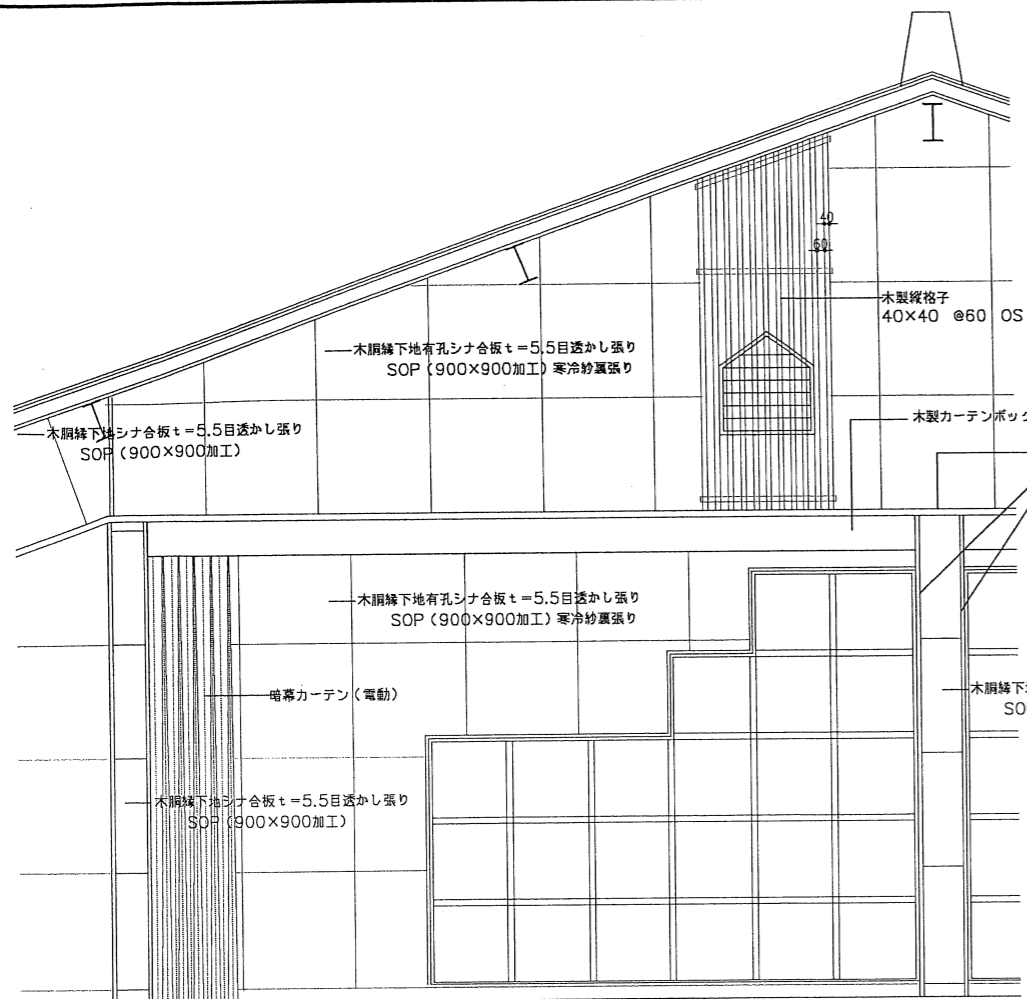 40
60
木製縦格子
40×40 @60 OS
木胴縁下地有孔シナ合板t=5.5目透かし張り
SOP(900×900加工)寒冷紗裏張り
木製カーテンボック
木胴縁下地シナ合板t=5.5目透かし張り
SOP(900×900加工)
木胴縁下地有孔シナ合板t=5.5目透かし張り
SOP(900×900加工)寒冷紗裏張り
暗幕カーテン(電動)
木胴縁下地
SO
木胴縁下地シナ合板t=5.5目透かし張り
SOP(900×900加工)